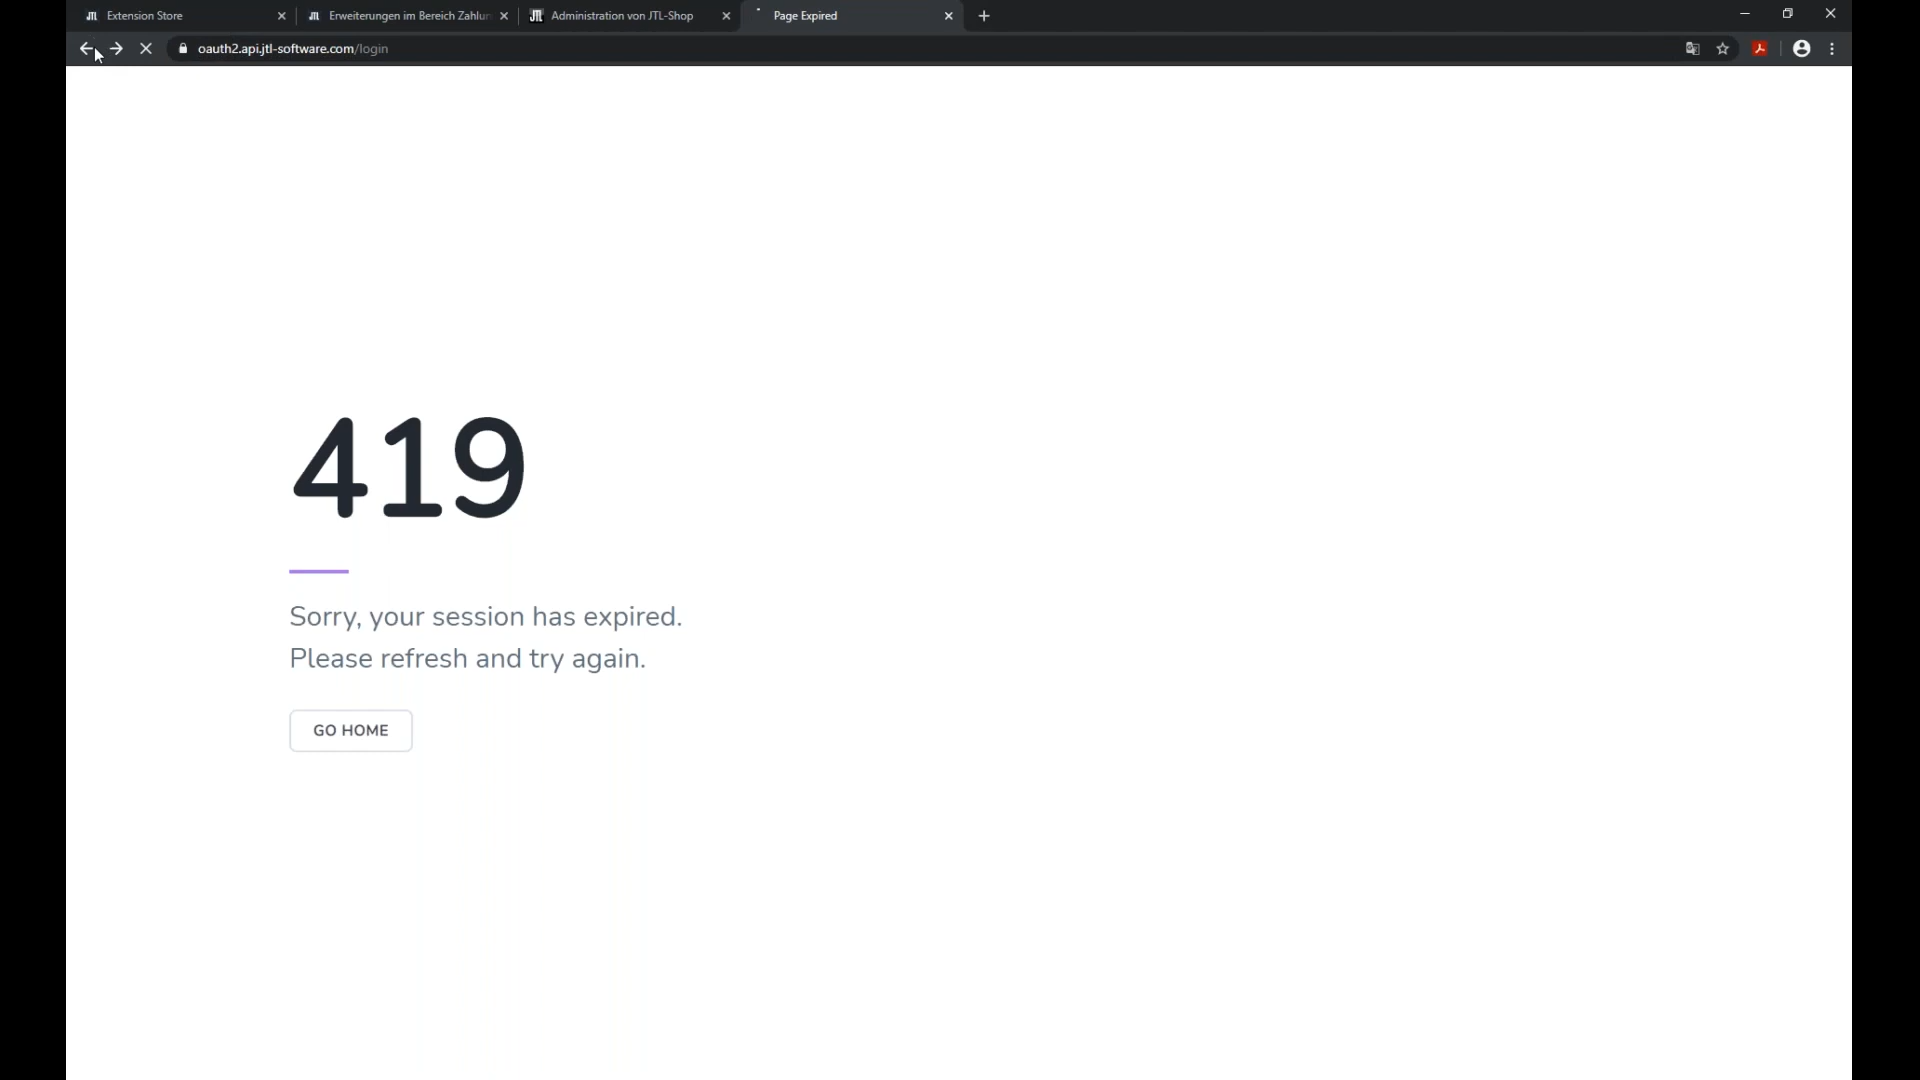 Extension Store
Erweiterungen im Bereich Zahlun
Administration von JTL-Shop
Page Expired
oauth2.api.jtl-software.com/login
419
Sorry, your session has expired.
Please refresh and try again.
GO HOME